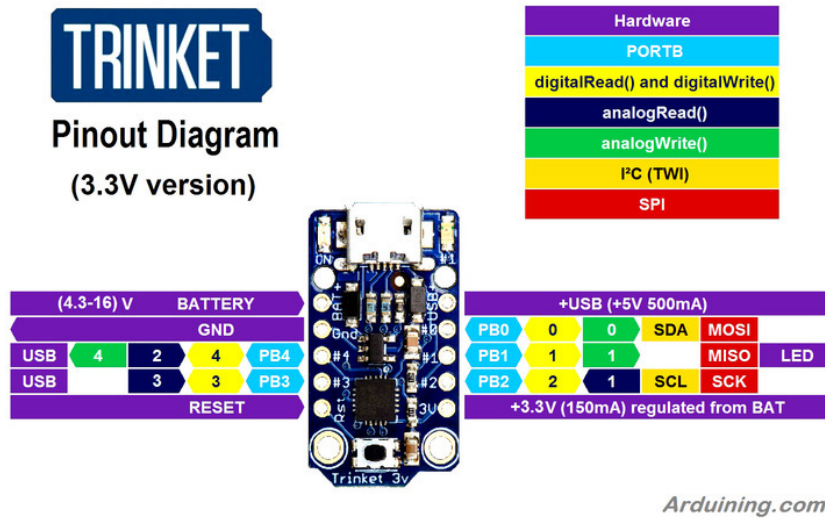 TRINKET
Pinout Diagram
(3.3V version)
Hardware
PORTB
digitalRead() and digitalWrite()
analogRead()
analogWrite()
I²C (TWI)
SPI
ON #1
BAT+ USB+
Gnd #0
#4 #1
#3 #2
Rst 3V
Trinket 3v
(4.3-16) V BATTERY
GND
USB 4 2 4 PB4
USB 3 3 PB3
RESET
+USB (+5V 500mA)
PB0 0 0 SDA MOSI
PB1 1 1 MISO LED
PB2 2 1 SCL SCK
+3.3V (150mA) regulated from BAT
Arduining.com